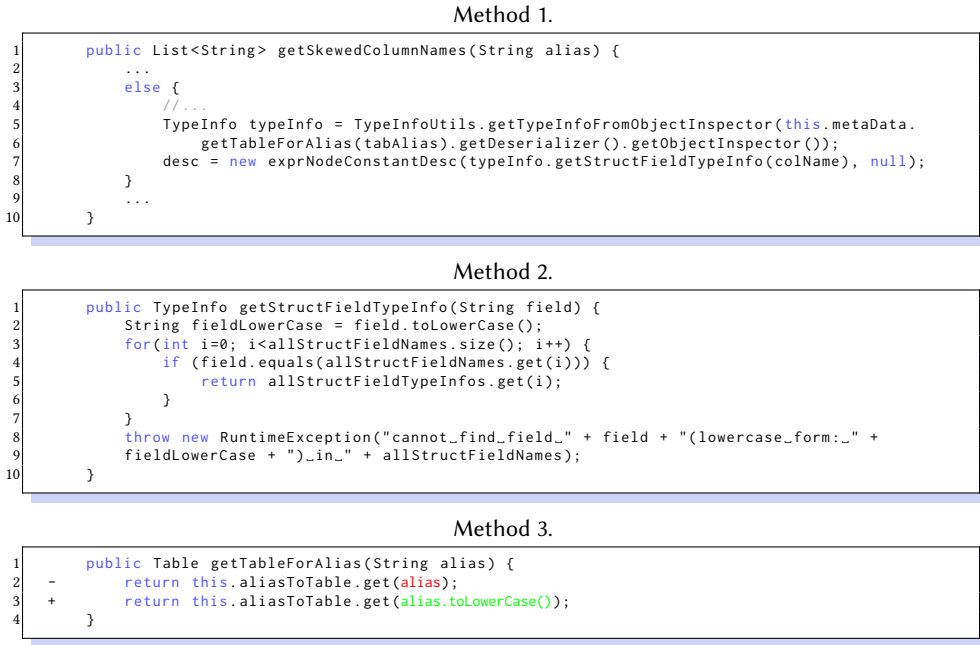 Method 1.
1 public List<String> getSkewedColumnNames(String alias) {
2 ...
3 else {
4 //...
5 TypeInfo typeInfo = TypeInfoUtils.getTypeInfoFromObjectInspector(this.metaData.
6 getTableForAlias(tabAlias).getDeserializer().getObjectInspector());
7 desc = new exprNodeConstantDesc(typeInfo.getStructFieldTypeInfo(colName), null);
8 }
9 ...
10 }
Method 2.
1 public TypeInfo getStructFieldTypeInfo(String field) {
2 String fieldLowerCase = field.toLowerCase();
3 for(int i=0; i<allStructFieldNames.size(); i++) {
4 if (field.equals(allStructFieldNames.get(i))) {
5 return allStructFieldTypeInfos.get(i);
6 }
7 }
8 throw new RuntimeException("cannot␣find␣field␣" + field + "(lowercase␣form:␣" +
9 fieldLowerCase + ")␣in␣" + allStructFieldNames);
10 }
Method 3.
1 public Table getTableForAlias(String alias) {
2 - return this.aliasToTable.get(alias);
3 + return this.aliasToTable.get(alias.toLowerCase());
4 }